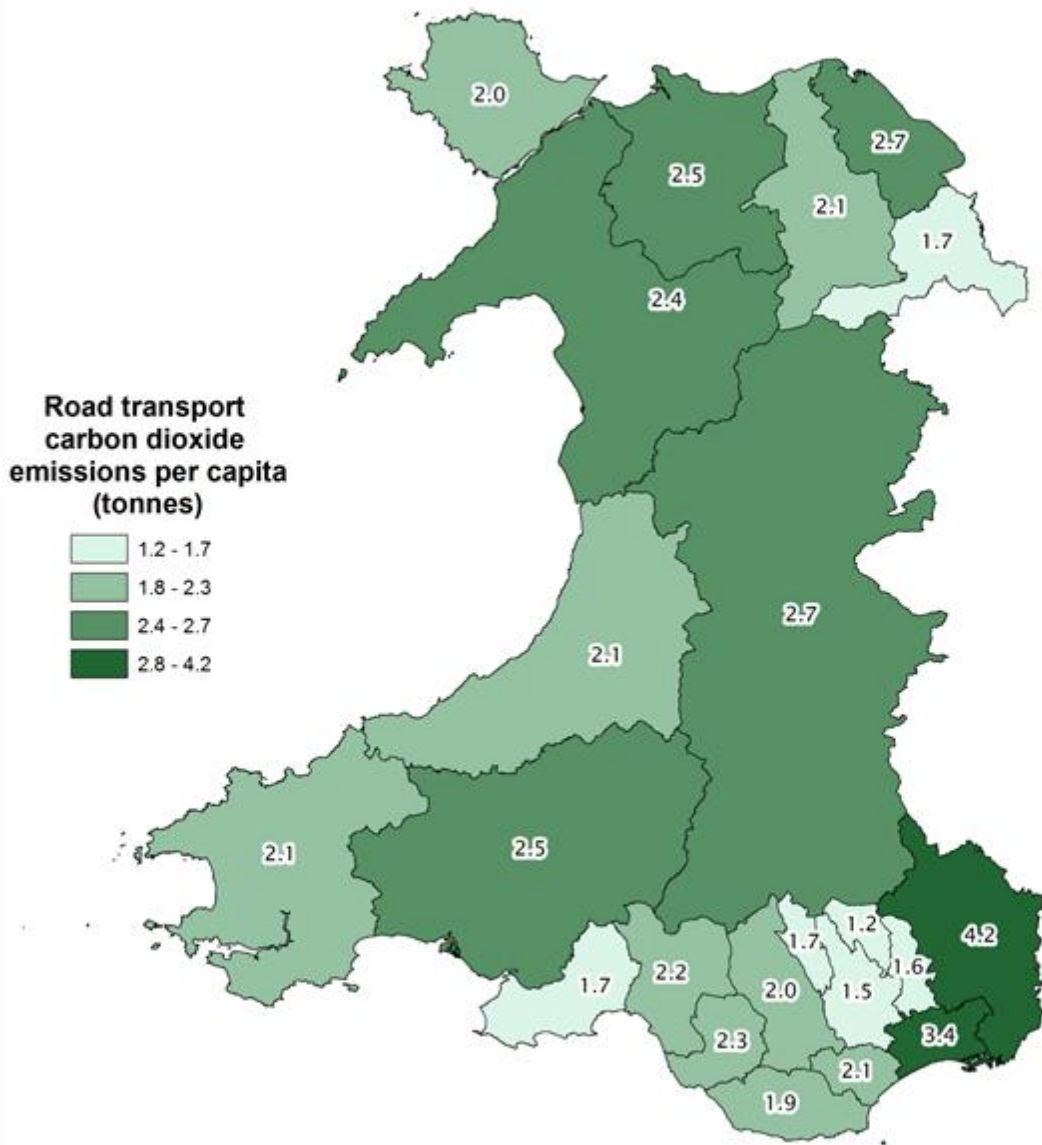 2.0
2.7
2.5
2.1
1.7
2.4
Road transport
carbon dioxide
emissions per capita
(tonnes)
1.2 - 1.7
1.8 - 2.3
2.4 - 2.7
2.8 - 4.2
2.7
2.1
2.1
2.5
1.2
4.2
1.7
1.6
2.2
1.7
2.0
1.5
3.4
2.3
2.1
1.9